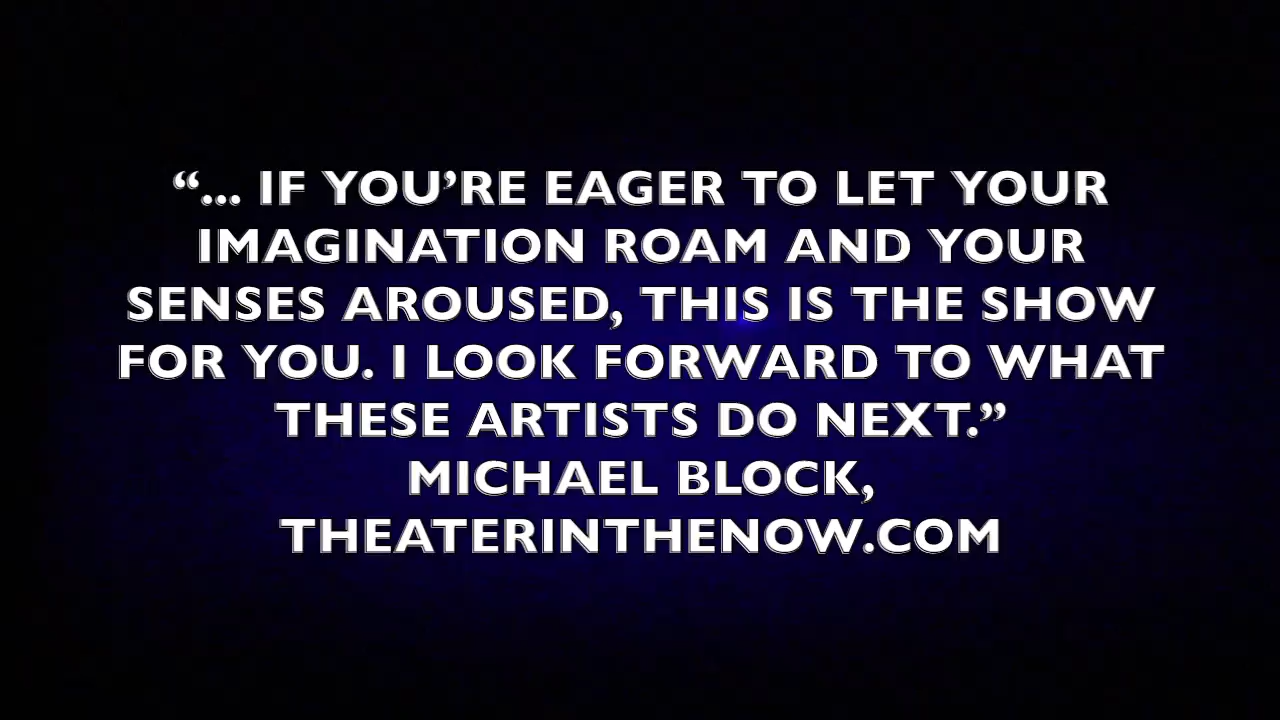 “... IF YOU’RE EAGER TO LET YOUR
IMAGINATION ROAM AND YOUR
SENSES AROUSED, THIS IS THE SHOW
FOR YOU. I LOOK FORWARD TO WHAT
THESE ARTISTS DO NEXT.”
MICHAEL BLOCK,
THEATERINTHENOW.COM